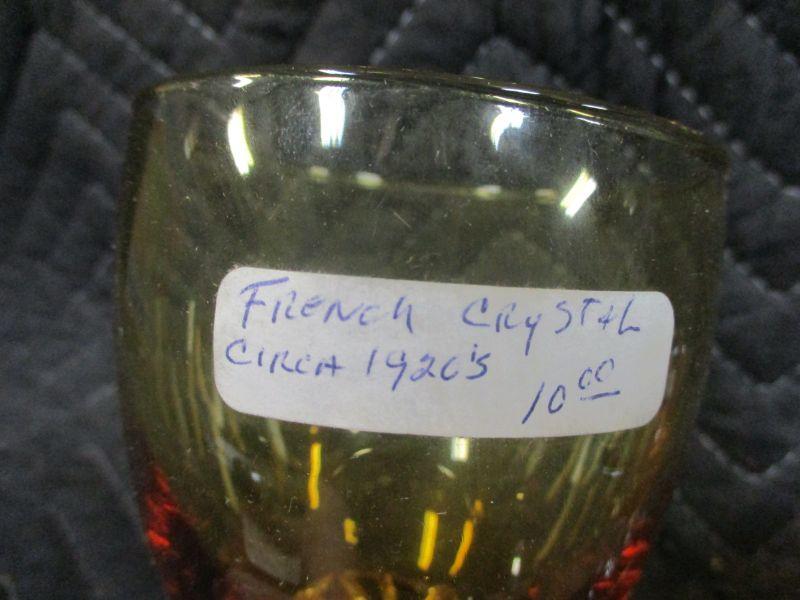 FRENCH CRYSTAL
CIRCA 1920's
10 00